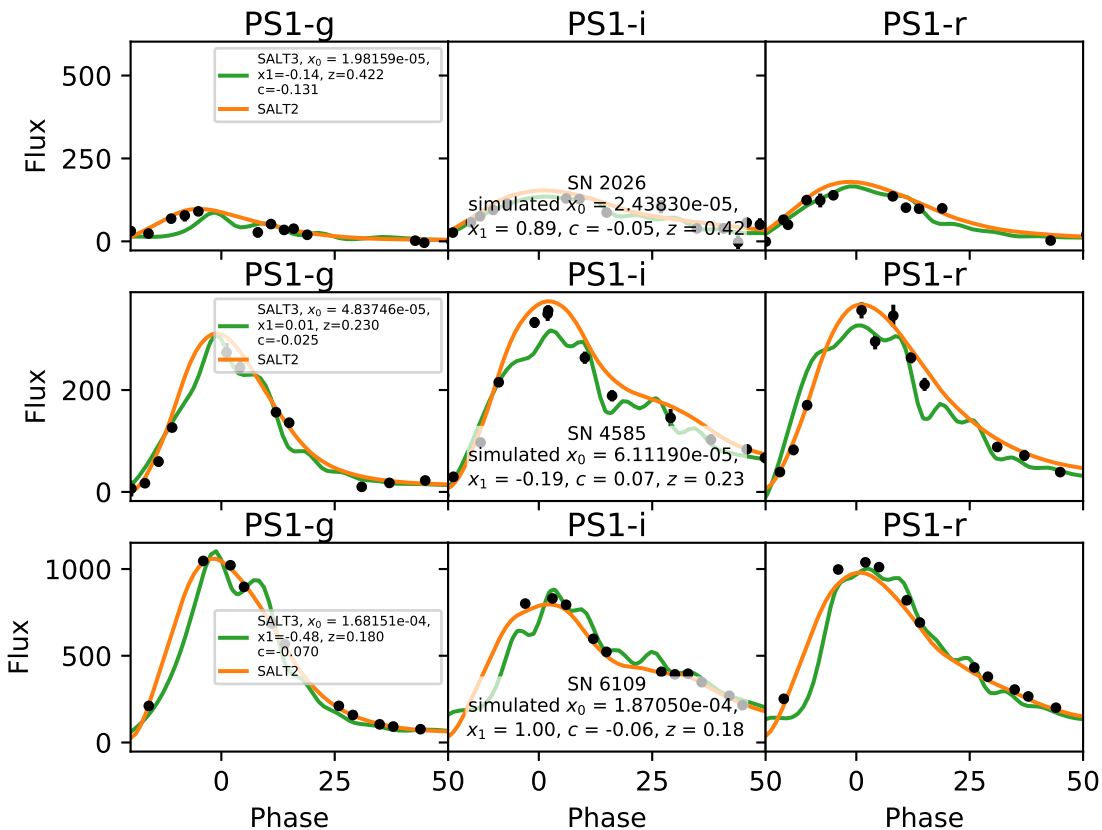 PS1-g PS1-i PS1-r
Flux
500
250
0
SALT3, x0 = 1.98159e-05,
x1=-0.14, z=0.422
c=-0.131
SALT2
SN 2026
simulated x0 = 2.43830e-05,
x1 = 0.89, c = -0.05, z = 0.42
PS1-g PS1-i PS1-r
Flux
200
0
SALT3, x0 = 4.83746e-05,
x1=0.01, z=0.230
c=-0.025
SALT2
SN 4585
simulated x0 = 6.11190e-05,
x1 = -0.19, c = 0.07, z = 0.23
PS1-g PS1-i PS1-r
Flux
1000
500
0
SALT3, x0 = 1.68151e-04,
x1=-0.48, z=0.180
c=-0.070
SALT2
SN 6109
simulated x0 = 1.87050e-04,
x1 = 1.00, c = -0.06, z = 0.18
0 25 50 0 25 50 0 25 50
Phase Phase Phase